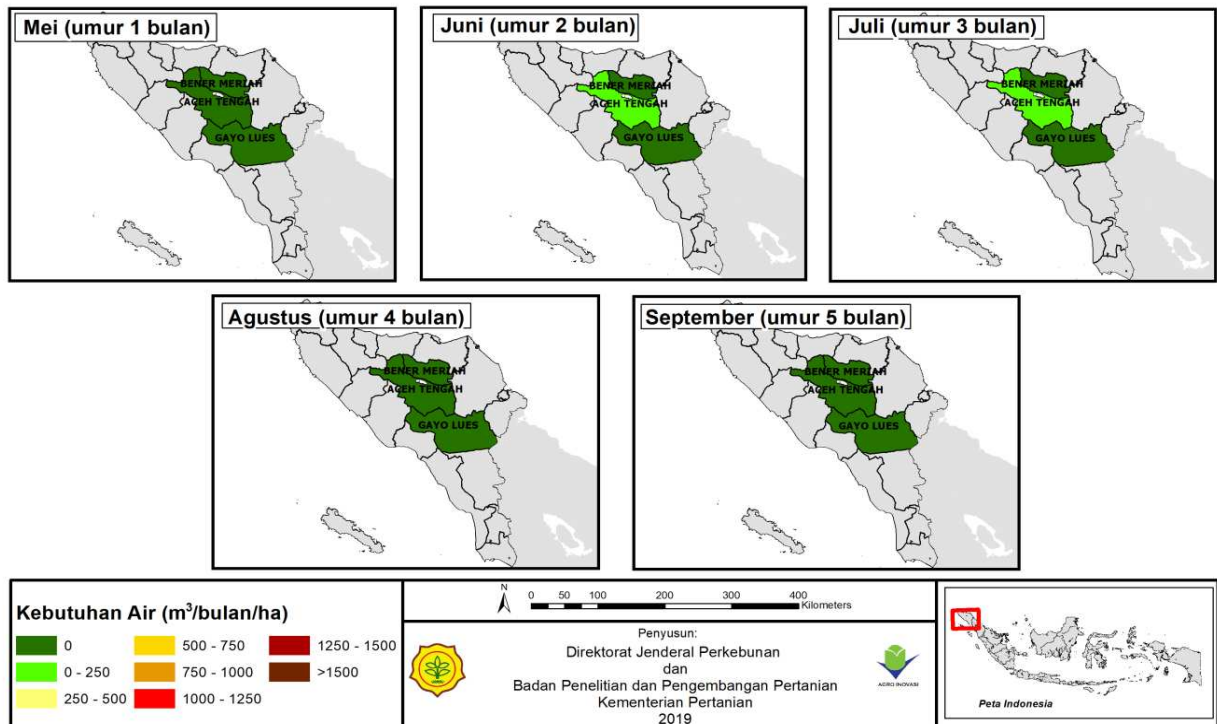 Mei (umur 1 bulan)
BENER MERIAH
ACEH TENGAH
GAYO LUES
Juni (umur 2 bulan)
BENER MERIAH
ACEH TENGAH
GAYO LUES
Juli (umur 3 bulan)
BENER MERIAH
ACEH TENGAH
GAYO LUES
Agustus (umur 4 bulan)
BENER MERIAH
ACEH TENGAH
GAYO LUES
September (umur 5 bulan)
BENER MERIAH
ACEH TENGAH
GAYO LUES
Kebutuhan Air (m³/bulan/ha)
0
0 - 250
250 - 500
500 - 750
750 - 1000
1000 - 1250
1250 - 1500
>1500
N
0 50 100 200 300 400
Kilometers
Penyusun:
Direktorat Jenderal Perkebunan
dan
Badan Penelitian dan Pengembangan Pertanian
Kementerian Pertanian
2019
AGRO INOVASI
Peta Indonesia